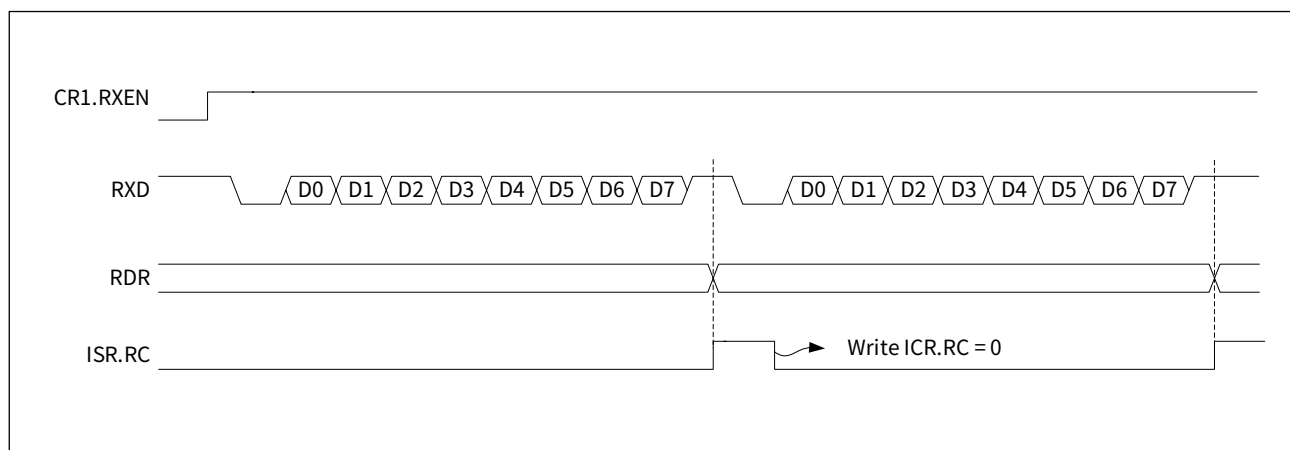 CR1.RXEN
RXD D0 D1 D2 D3 D4 D5 D6 D7 D0 D1 D2 D3 D4 D5 D6 D7
RDR
ISR.RC Write ICR.RC = 0